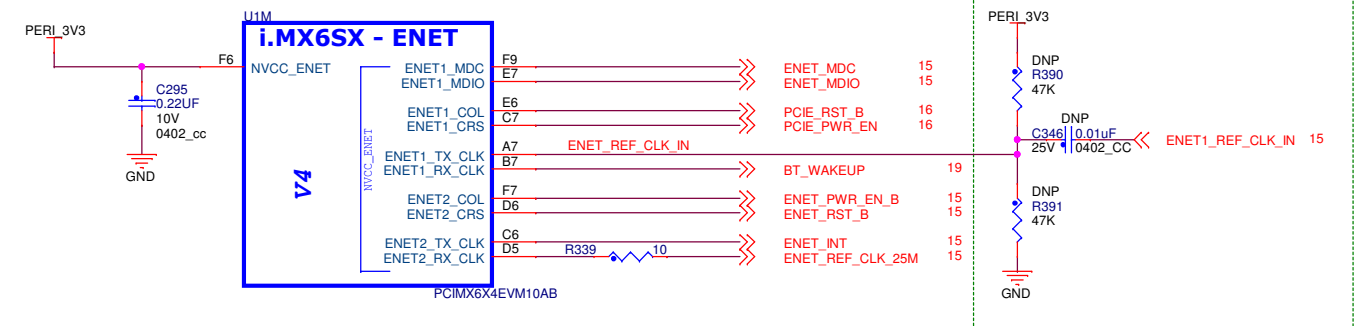 U1M
i.MX6SX - ENET
PERI_3V3
F6 NVCC_ENET
C295
0.22UF
10V
0402_cc
GND
V4
NVCC_ENET
ENET1_MDC F9 ENET_MDC 15
ENET1_MDIO E7 ENET_MDIO 15
ENET1_COL E6 PCIE_RST_B 16
ENET1_CRS C7 PCIE_PWR_EN 16
ENET1_TX_CLK A7 ENET_REF_CLK_IN
ENET1_RX_CLK B7 BT_WAKEUP 19
ENET2_COL F7 ENET_PWR_EN_B 15
ENET2_CRS D6 ENET_RST_B 15
ENET2_TX_CLK C6 ENET_INT 15
ENET2_RX_CLK D5 R339 10 ENET_REF_CLK_25M 15
PCIMX6X4EVM10AB
PERI_3V3
DNP
R390
47K
DNP
C346 0.01uF
25V 0402_CC
ENET1_REF_CLK_IN 15
DNP
R391
47K
GND